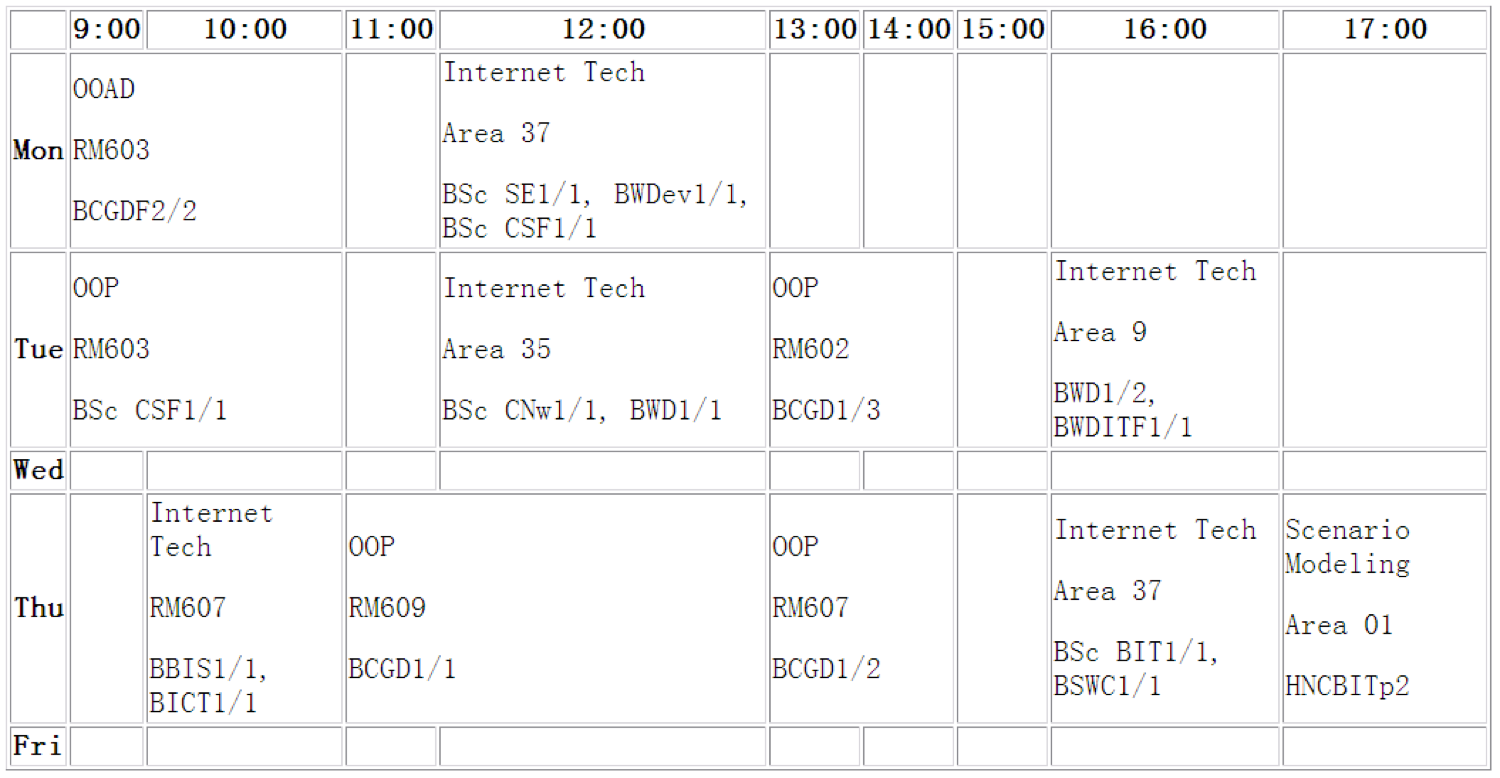 9:00 10:00 11:00 12:00 13:00 14:00 15:00 16:00 17:00
Mon
OOAD
RM603
BCGDF2/2
Internet Tech
Area 37
BSc SE1/1, BWDev1/1,
BSc CSF1/1
Tue
OOP
RM603
BSc CSF1/1
Internet Tech
Area 35
BSc CNw1/1, BWD1/1
OOP
RM602
BCGD1/3
Internet Tech
Area 9
BWD1/2,
BWDITF1/1
Wed
Thu
Internet
Tech
RM607
BBIS1/1,
BICT1/1
OOP
RM609
BCGD1/1
OOP
RM607
BCGD1/2
Internet Tech
Area 37
BSc BIT1/1,
BSWC1/1
Scenario
Modeling
Area 01
HNCBITp2
Fri